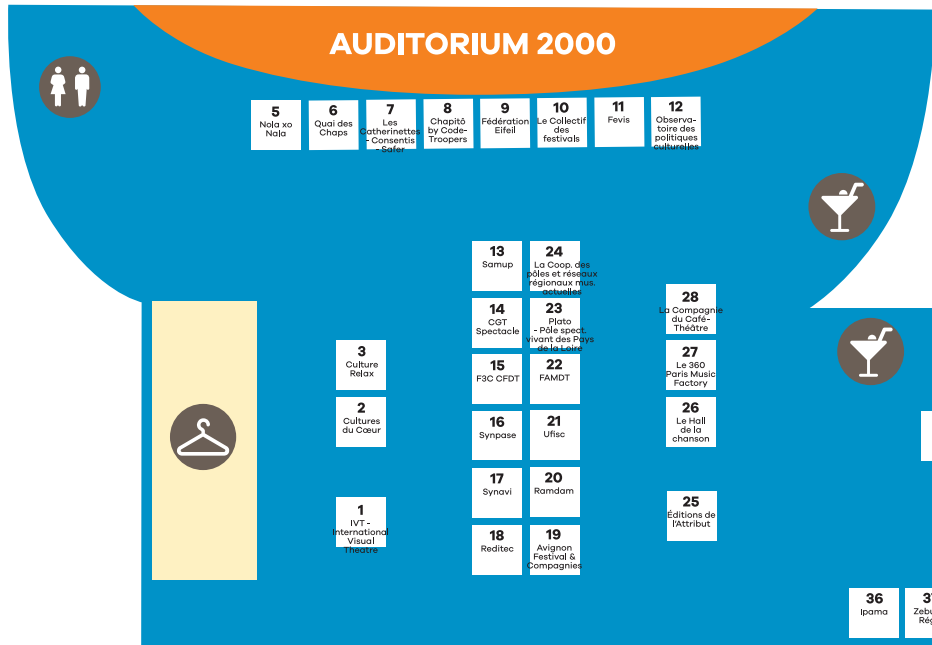 AUDITORIUM 2000
5
Nola xo
Nala
6
Quai des
Chaps
7
Les
Catherinettes
- Consentis
- Safer
8
Chapitô
by Code-
Troopers
9
Fédération
Eifeil
10
Le Collectif
des
festivals
11
Fevis
12
Observa-
toire des
politiques
culturelles
13
Samup
24
La Coop. des
pôles et réseaux
régionaux mus.
actuelles
14
CGT
Spectacle
23
Plato
- Pôle spect.
vivant des Pays
de la Loire
28
La Compagnie
du Café-
Théâtre
3
Culture
Relax
15
F3C CFDT
22
FAMDT
27
Le 360
Paris Music
Factory
2
Cultures
du Cœur
16
Synpase
21
Ufisc
26
Le Hall
de la
chanson
17
Synavi
20
Ramdam
25
Éditions de
l'Attribut
1
IVT -
International
Visual
Theatre
18
Reditec
19
Avignon
Festival &
Compagnies
36
Ipama